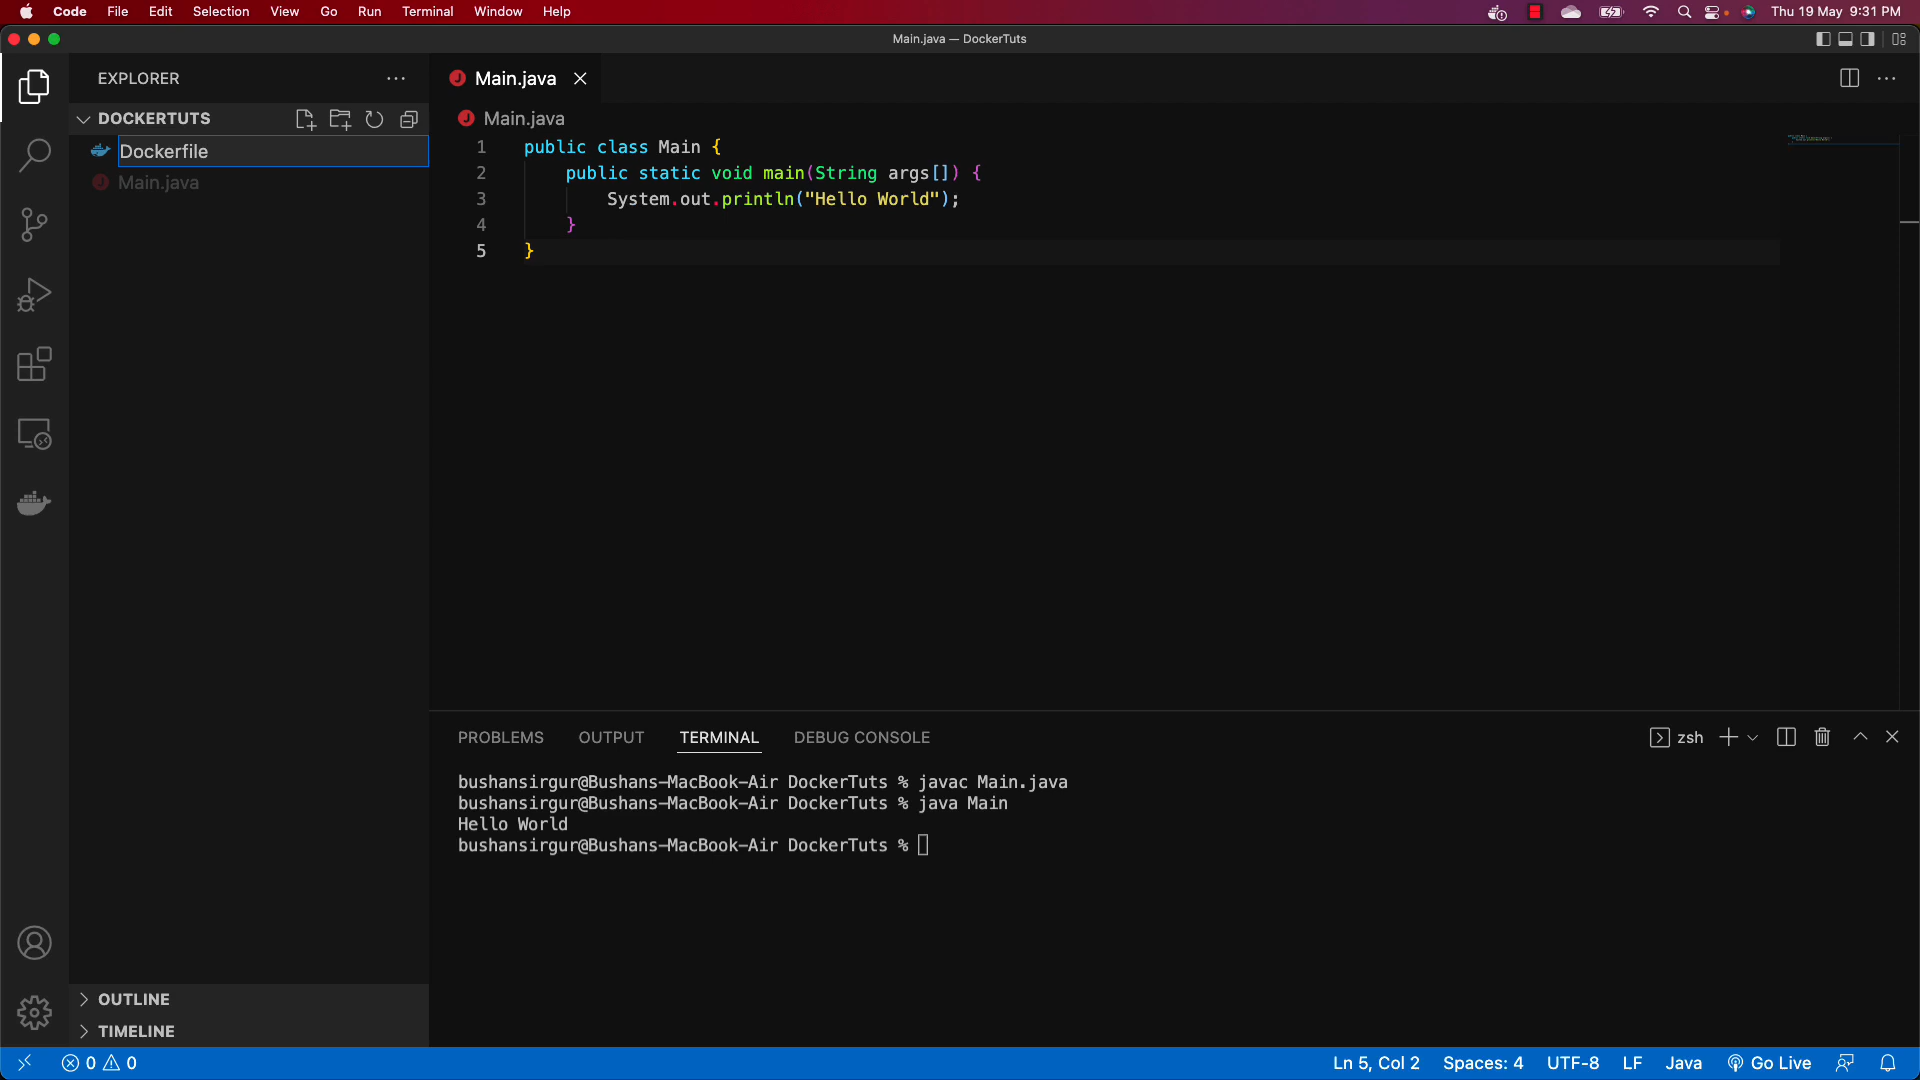 Code File Edit Selection View Go Run Terminal Window Help Thu 19 May 9:31 PM
Main.java — DockerTuts
EXPLORER
DOCKERTUTS
Dockerfile
Main.java
OUTLINE
TIMELINE
Main.java
Main.java
1 public class Main {
2 public static void main(String args[]) {
3 System.out.println("Hello World");
4 }
5 }
PROBLEMS OUTPUT TERMINAL DEBUG CONSOLE zsh
bushansirgur@Bushans-MacBook-Air DockerTuts % javac Main.java
bushansirgur@Bushans-MacBook-Air DockerTuts % java Main
Hello World
bushansirgur@Bushans-MacBook-Air DockerTuts %
0 0 Ln 5, Col 2 Spaces: 4 UTF-8 LF Java Go Live